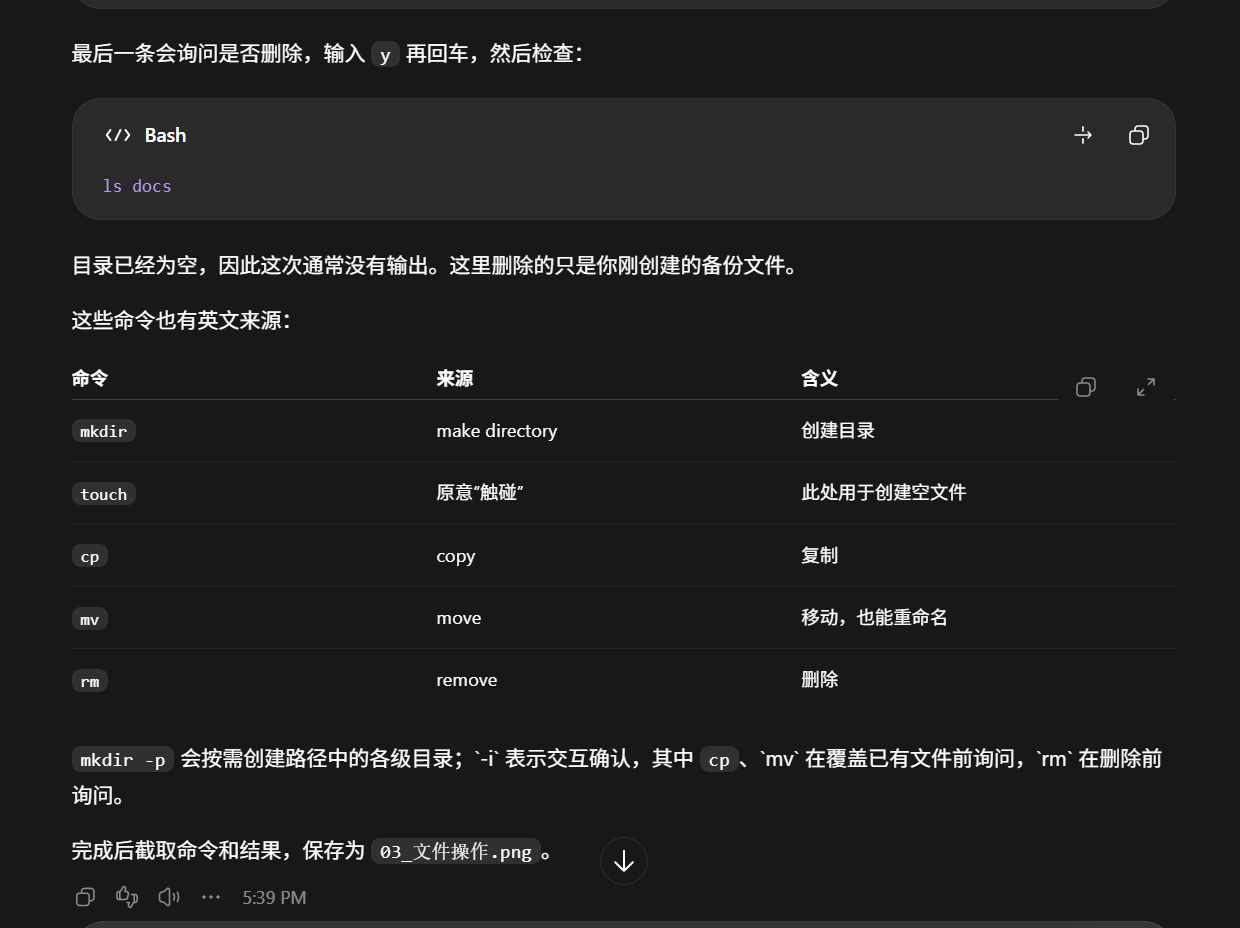 最后一条会询问是否删除，输入 y 再回车，然后检查：
Bash
ls docs
目录已经为空，因此这次通常没有输出。这里删除的只是你刚创建的备份文件。
这些命令也有英文来源：
命令 来源 含义
mkdir make directory 创建目录
touch 原意“触碰” 此处用于创建空文件
cp copy 复制
mv move 移动，也能重命名
rm remove 删除
mkdir -p 会按需创建路径中的各级目录；`-i` 表示交互确认，其中 cp、`mv` 在覆盖已有文件前询问，`rm` 在删除前
询问。
完成后截取命令和结果，保存为 03_文件操作.png。
5:39 PM